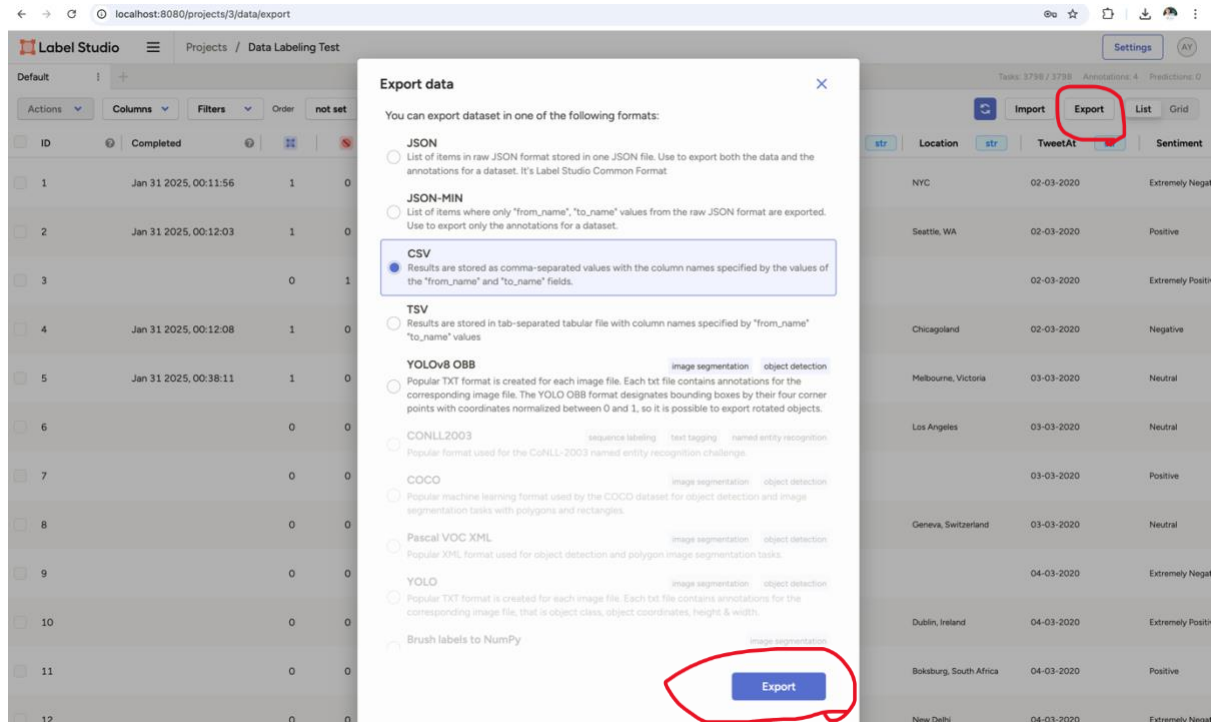 localhost:8080/projects/3/data/export
Label Studio
Projects / Data Labeling Test
Settings
AY
Default
Tasks: 3798 / 3798 Annotations: 4 Predictions: 0
Actions
Columns
Filters
Order
not set
Import
Export
List
Grid
ID
Completed
str
Location
str
TweetAt
Sentiment
1 Jan 31 2025, 00:11:56 1 0 NYC 02-03-2020 Extremely Negat
2 Jan 31 2025, 00:12:03 1 0 Seattle, WA 02-03-2020 Positive
3 0 1 02-03-2020 Extremely Positiv
4 Jan 31 2025, 00:12:08 1 0 Chicagoland 02-03-2020 Negative
5 Jan 31 2025, 00:38:11 1 0 Melbourne, Victoria 03-03-2020 Neutral
6 0 0 Los Angeles 03-03-2020 Neutral
7 0 0 03-03-2020 Positive
8 0 0 Geneva, Switzerland 03-03-2020 Neutral
9 0 0 04-03-2020 Extremely Negat
10 0 0 Dublin, Ireland 04-03-2020 Extremely Positiv
11 0 0 Boksburg, South Africa 04-03-2020 Positive
12 0 0 New Delhi 04-03-2020 Extremely Negat
Export data
You can export dataset in one of the following formats:
JSON
List of items in raw JSON format stored in one JSON file. Use to export both the data and the
annotations for a dataset. It's Label Studio Common Format
JSON-MIN
List of items where only "from_name", "to_name" values from the raw JSON format are exported.
Use to export only the annotations for a dataset.
CSV
Results are stored as comma-separated values with the column names specified by the values of
the "from_name" and "to_name" fields.
TSV
Results are stored in tab-separated tabular file with column names specified by "from_name"
"to_name" values
YOLOv8 OBB image segmentation object detection
Popular TXT format is created for each image file. Each txt file contains annotations for the
corresponding image file. The YOLO OBB format designates bounding boxes by their four corner
points with coordinates normalized between 0 and 1, so it is possible to export rotated objects.
CONLL2003 sequence labeling text tagging named entity recognition
Popular format used for the CoNLL-2003 named entity recognition challenge.
COCO image segmentation object detection
Popular machine learning format used by the COCO dataset for object detection and image
segmentation tasks with polygons and rectangles.
Pascal VOC XML image segmentation object detection
Popular XML format used for object detection and polygon image segmentation tasks.
YOLO image segmentation object detection
Popular TXT format is created for each image file. Each txt file contains annotations for the
corresponding image file, that is object class, object coordinates, height & width.
Brush labels to NumPy image segmentation
Export